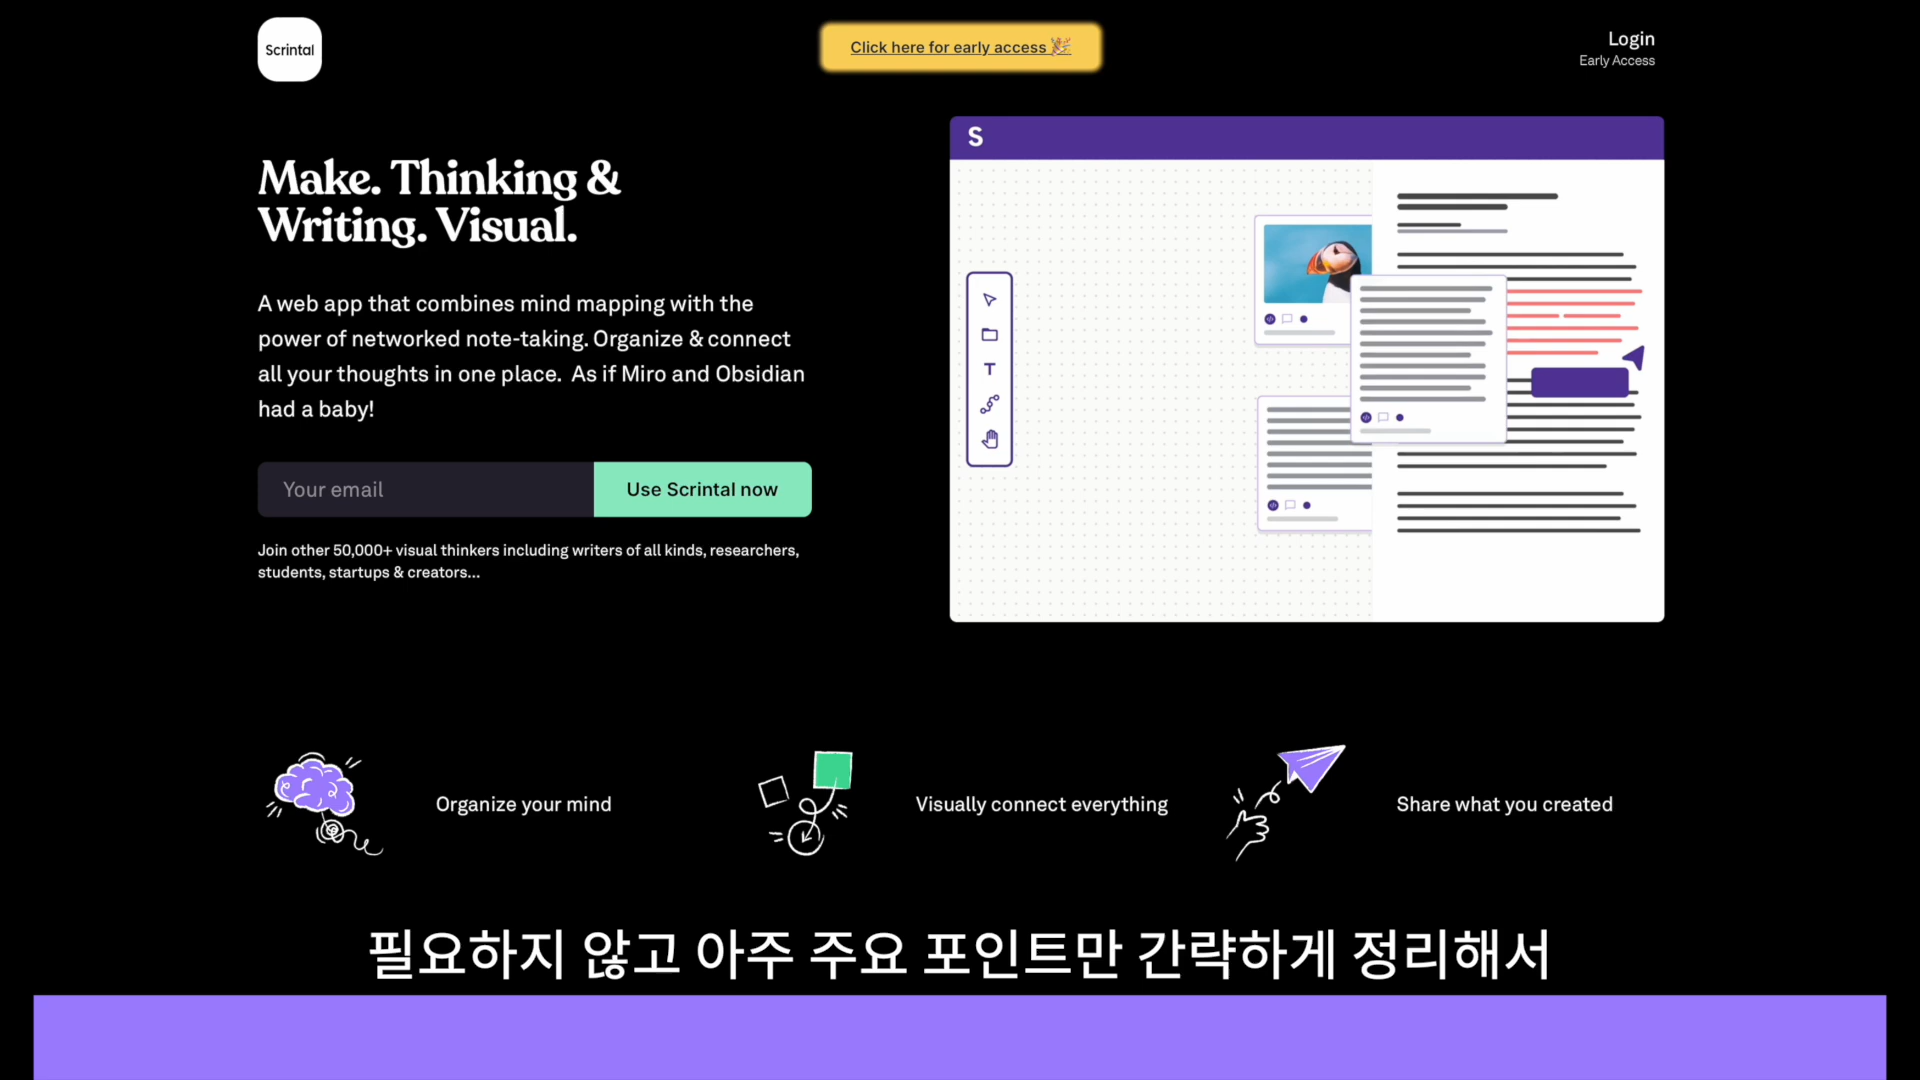 Scrintal
Click here for early access 🎉
Login
Early Access
S
Make. Thinking &
Writing. Visual.
A web app that combines mind mapping with the
power of networked note-taking. Organize & connect
all your thoughts in one place. As if Miro and Obsidian
had a baby!
T
Your email
Use Scrintal now
Join other 50,000+ visual thinkers including writers of all kinds, researchers,
students, startups & creators...
Organize your mind
Visually connect everything
Share what you created
필요하지 않고 아주 주요 포인트만 간략하게 정리해서